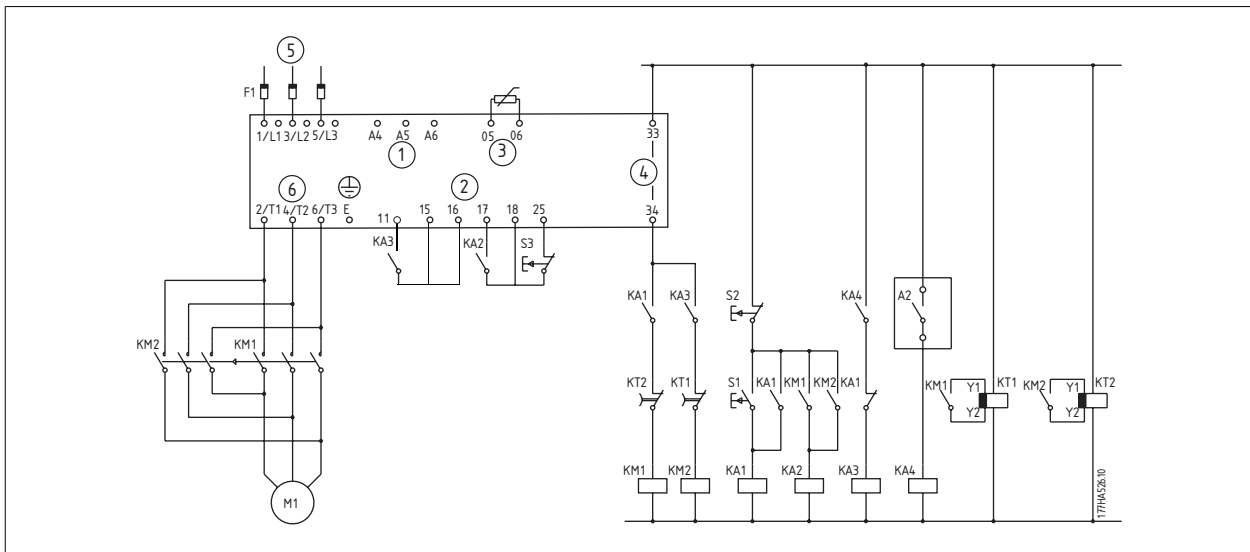 5
F1
1/L1 3/L2 5/L3 A4 A5 A6 05 06 33
1 3
4
6 2
2/T1 4/T2 6/T3 E 11 15 16 17 18 25 34
KA3 KA2 S3
KA1 KA3 S2 KA4 A2
KM2 KM1
KT2 KT1 S1 KA1 KM1 KM2 KA1 KM1 Y1 KT1 KM2 Y1 KT2
Y2 Y2
KM1 KM2 KA1 KA2 KA3 KA4
M1
177HA526.10